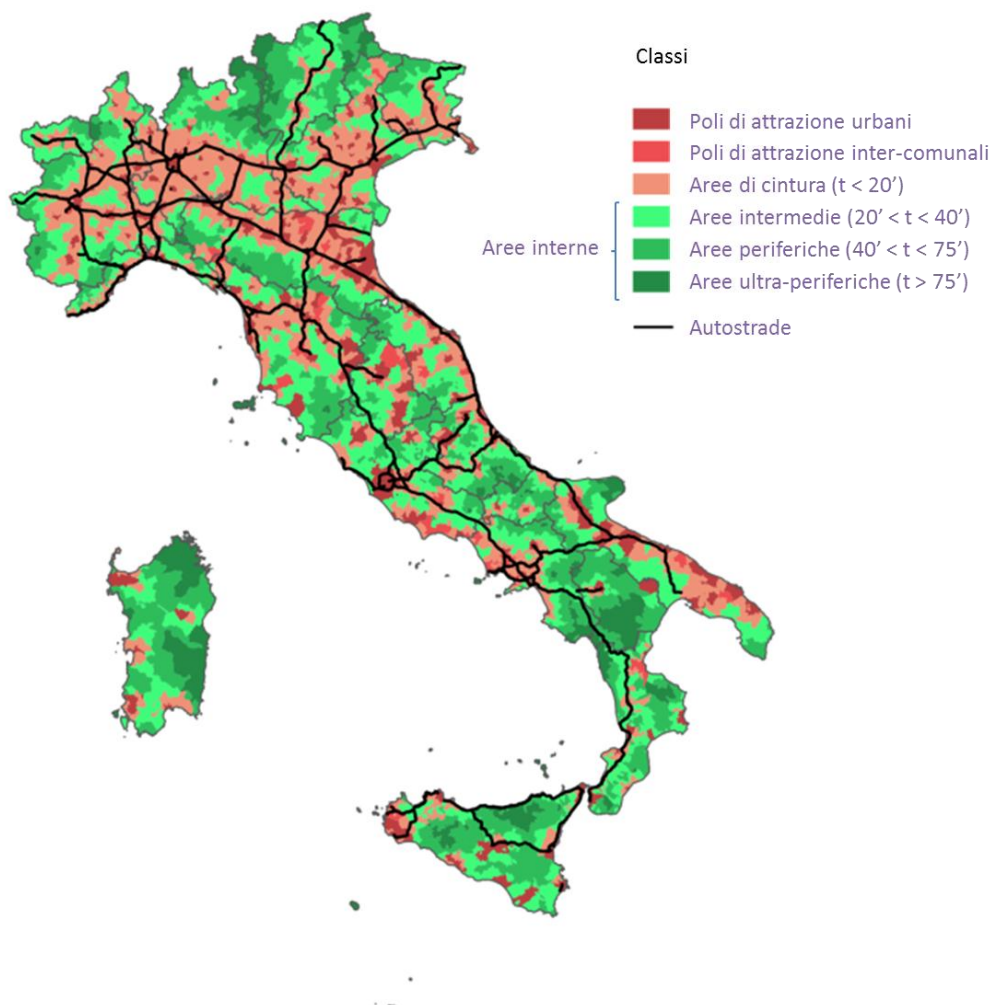 Classi
Poli di attrazione urbani
Poli di attrazione inter-comunali
Aree di cintura (t < 20’)
Aree interne
Aree intermedie (20’ < t < 40’)
Aree periferiche (40’ < t < 75’)
Aree ultra-periferiche (t > 75’)
Autostrade